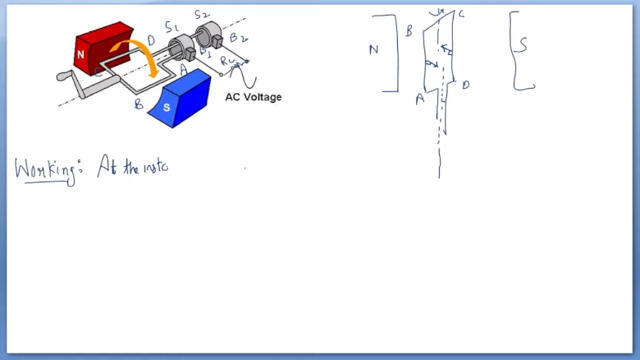 S1 S2
N D B1 B2
C A
B S
AC Voltage
B C
N S
A D
Working: At the insta